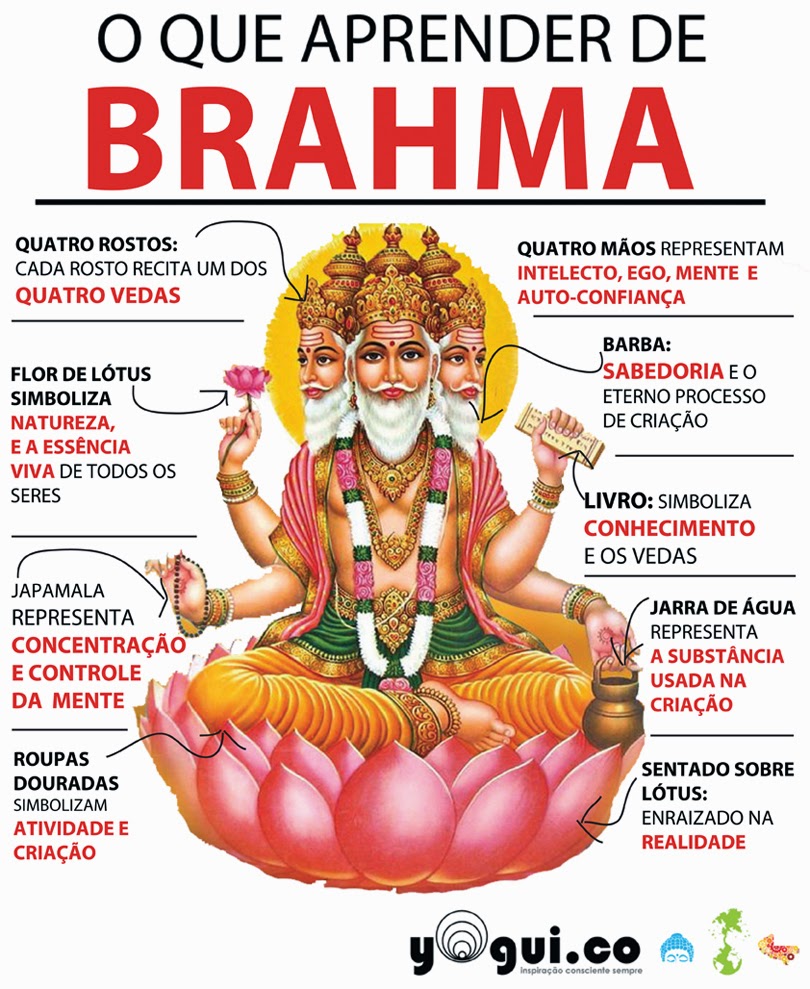 O QUE APRENDER DE
BRAHMA
QUATRO ROSTOS:
CADA ROSTO RECITA UM DOS
QUATRO VEDAS
QUATRO MÃOS REPRESENTAM
INTELECTO, EGO, MENTE E
AUTO-CONFIANÇA
FLOR DE LÓTUS
SIMBOLIZA
NATUREZA,
E A ESSÊNCIA
VIVA DE TODOS OS
SERES
BARBA:
SABEDORIA E O
ETERNO PROCESSO
DE CRIAÇÃO
LIVRO: SIMBOLIZA
CONHECIMENTO
E OS VEDAS
JAPAMALA
REPRESENTA
CONCENTRAÇÃO
E CONTROLE
DA MENTE
JARRA DE ÁGUA
REPRESENTA
A SUBSTÂNCIA
USADA NA
CRIAÇÃO
ROUPAS
DOURADAS
SIMBOLIZAM
ATIVIDADE E
CRIAÇÃO
SENTADO SOBRE
LÓTUS:
ENRAIZADO NA
REALIDADE
yogui.co
inspiração consciente sempre